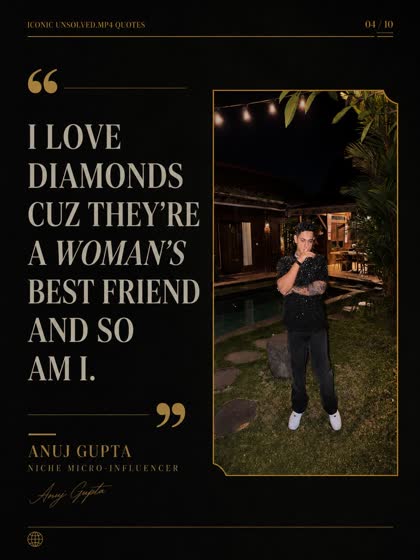 ICONIC UNSOLVED.MP4 QUOTES
04 / 10
“
I LOVE
DIAMONDS
CUZ THEY’RE
A WOMAN’S
BEST FRIEND
AND SO
AM I.
”
ANUJ GUPTA
NICHE MICRO-INFLUENCER
Anuj Gupta